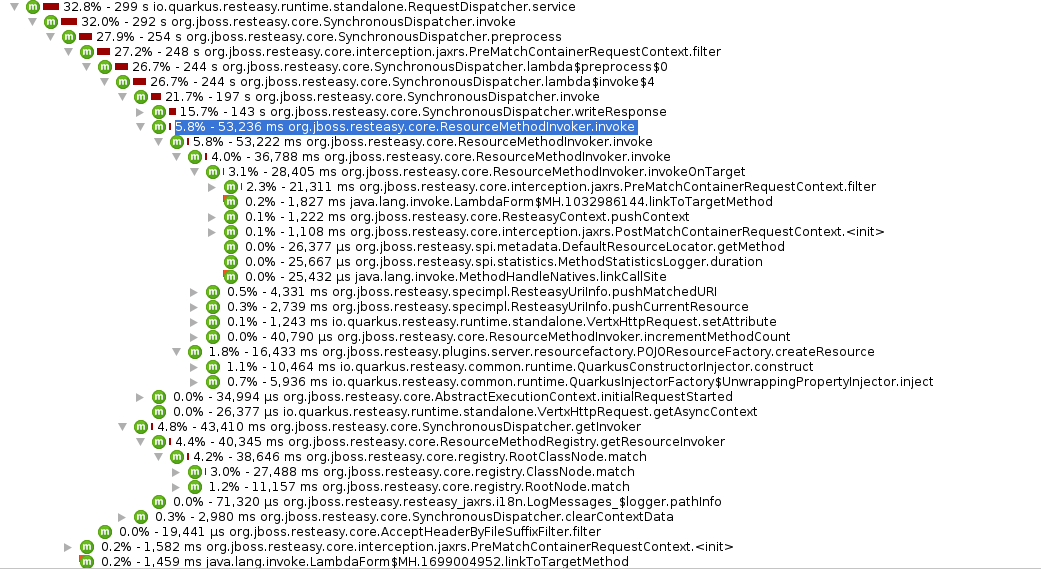 32.8% - 299 s io.quarkus.resteasy.runtime.standalone.RequestDispatcher.service
m 32.0% - 292 s org.jboss.resteasy.core.SynchronousDispatcher.invoke
m 27.9% - 254 s org.jboss.resteasy.core.SynchronousDispatcher.preprocess
m 27.2% - 248 s org.jboss.resteasy.core.interception.jaxrs.PreMatchContainerRequestContext.filter
m 26.7% - 244 s org.jboss.resteasy.core.SynchronousDispatcher.lambda$preprocess$0
m 26.7% - 244 s org.jboss.resteasy.core.SynchronousDispatcher.lambda$invoke$4
m 21.7% - 197 s org.jboss.resteasy.core.SynchronousDispatcher.invoke
m 15.7% - 143 s org.jboss.resteasy.core.SynchronousDispatcher.writeResponse
m 5.8% - 53,236 ms org.jboss.resteasy.core.ResourceMethodInvoker.invoke
m 5.8% - 53,222 ms org.jboss.resteasy.core.ResourceMethodInvoker.invoke
m 4.0% - 36,788 ms org.jboss.resteasy.core.ResourceMethodInvoker.invoke
m 3.1% - 28,405 ms org.jboss.resteasy.core.ResourceMethodInvoker.invokeOnTarget
m 2.3% - 21,311 ms org.jboss.resteasy.core.interception.jaxrs.PreMatchContainerRequestContext.filter
m 0.2% - 1,827 ms java.lang.invoke.LambdaForm$MH.1032986144.linkToTargetMethod
m 0.1% - 1,222 ms org.jboss.resteasy.core.ResteasyContext.pushContext
m 0.1% - 1,108 ms org.jboss.resteasy.core.interception.jaxrs.PostMatchContainerRequestContext.<init>
m 0.0% - 26,377 µs org.jboss.resteasy.spi.metadata.DefaultResourceLocator.getMethod
m 0.0% - 25,667 µs org.jboss.resteasy.spi.statistics.MethodStatisticsLogger.duration
m 0.0% - 25,432 µs java.lang.invoke.MethodHandleNatives.linkCallSite
m 0.5% - 4,331 ms org.jboss.resteasy.specimpl.ResteasyUriInfo.pushMatchedURI
m 0.3% - 2,739 ms org.jboss.resteasy.specimpl.ResteasyUriInfo.pushCurrentResource
m 0.1% - 1,243 ms io.quarkus.resteasy.runtime.standalone.VertxHttpRequest.setAttribute
m 0.0% - 40,790 µs org.jboss.resteasy.core.ResourceMethodInvoker.incrementMethodCount
m 1.8% - 16,433 ms org.jboss.resteasy.plugins.server.resourcefactory.POJOResourceFactory.createResource
m 1.1% - 10,464 ms io.quarkus.resteasy.common.runtime.QuarkusConstructorInjector.construct
m 0.7% - 5,936 ms io.quarkus.resteasy.common.runtime.QuarkusInjectorFactory$UnwrappingPropertyInjector.inject
m 0.0% - 34,994 µs org.jboss.resteasy.core.AbstractExecutionContext.initialRequestStarted
m 0.0% - 26,377 µs io.quarkus.resteasy.runtime.standalone.VertxHttpRequest.getAsyncContext
m 4.8% - 43,410 ms org.jboss.resteasy.core.SynchronousDispatcher.getInvoker
m 4.4% - 40,345 ms org.jboss.resteasy.core.ResourceMethodRegistry.getResourceInvoker
m 4.2% - 38,646 ms org.jboss.resteasy.core.registry.RootClassNode.match
m 3.0% - 27,488 ms org.jboss.resteasy.core.registry.ClassNode.match
m 1.2% - 11,157 ms org.jboss.resteasy.core.registry.RootNode.match
m 0.0% - 71,320 µs org.jboss.resteasy.resteasy_jaxrs.i18n.LogMessages_$logger.pathInfo
m 0.3% - 2,980 ms org.jboss.resteasy.core.SynchronousDispatcher.clearContextData
m 0.0% - 19,441 µs org.jboss.resteasy.core.AcceptHeaderByFileSuffixFilter.filter
m 0.2% - 1,582 ms org.jboss.resteasy.core.interception.jaxrs.PreMatchContainerRequestContext.<init>
m 0.2% - 1,459 ms java.lang.invoke.LambdaForm$MH.1699004952.linkToTargetMethod